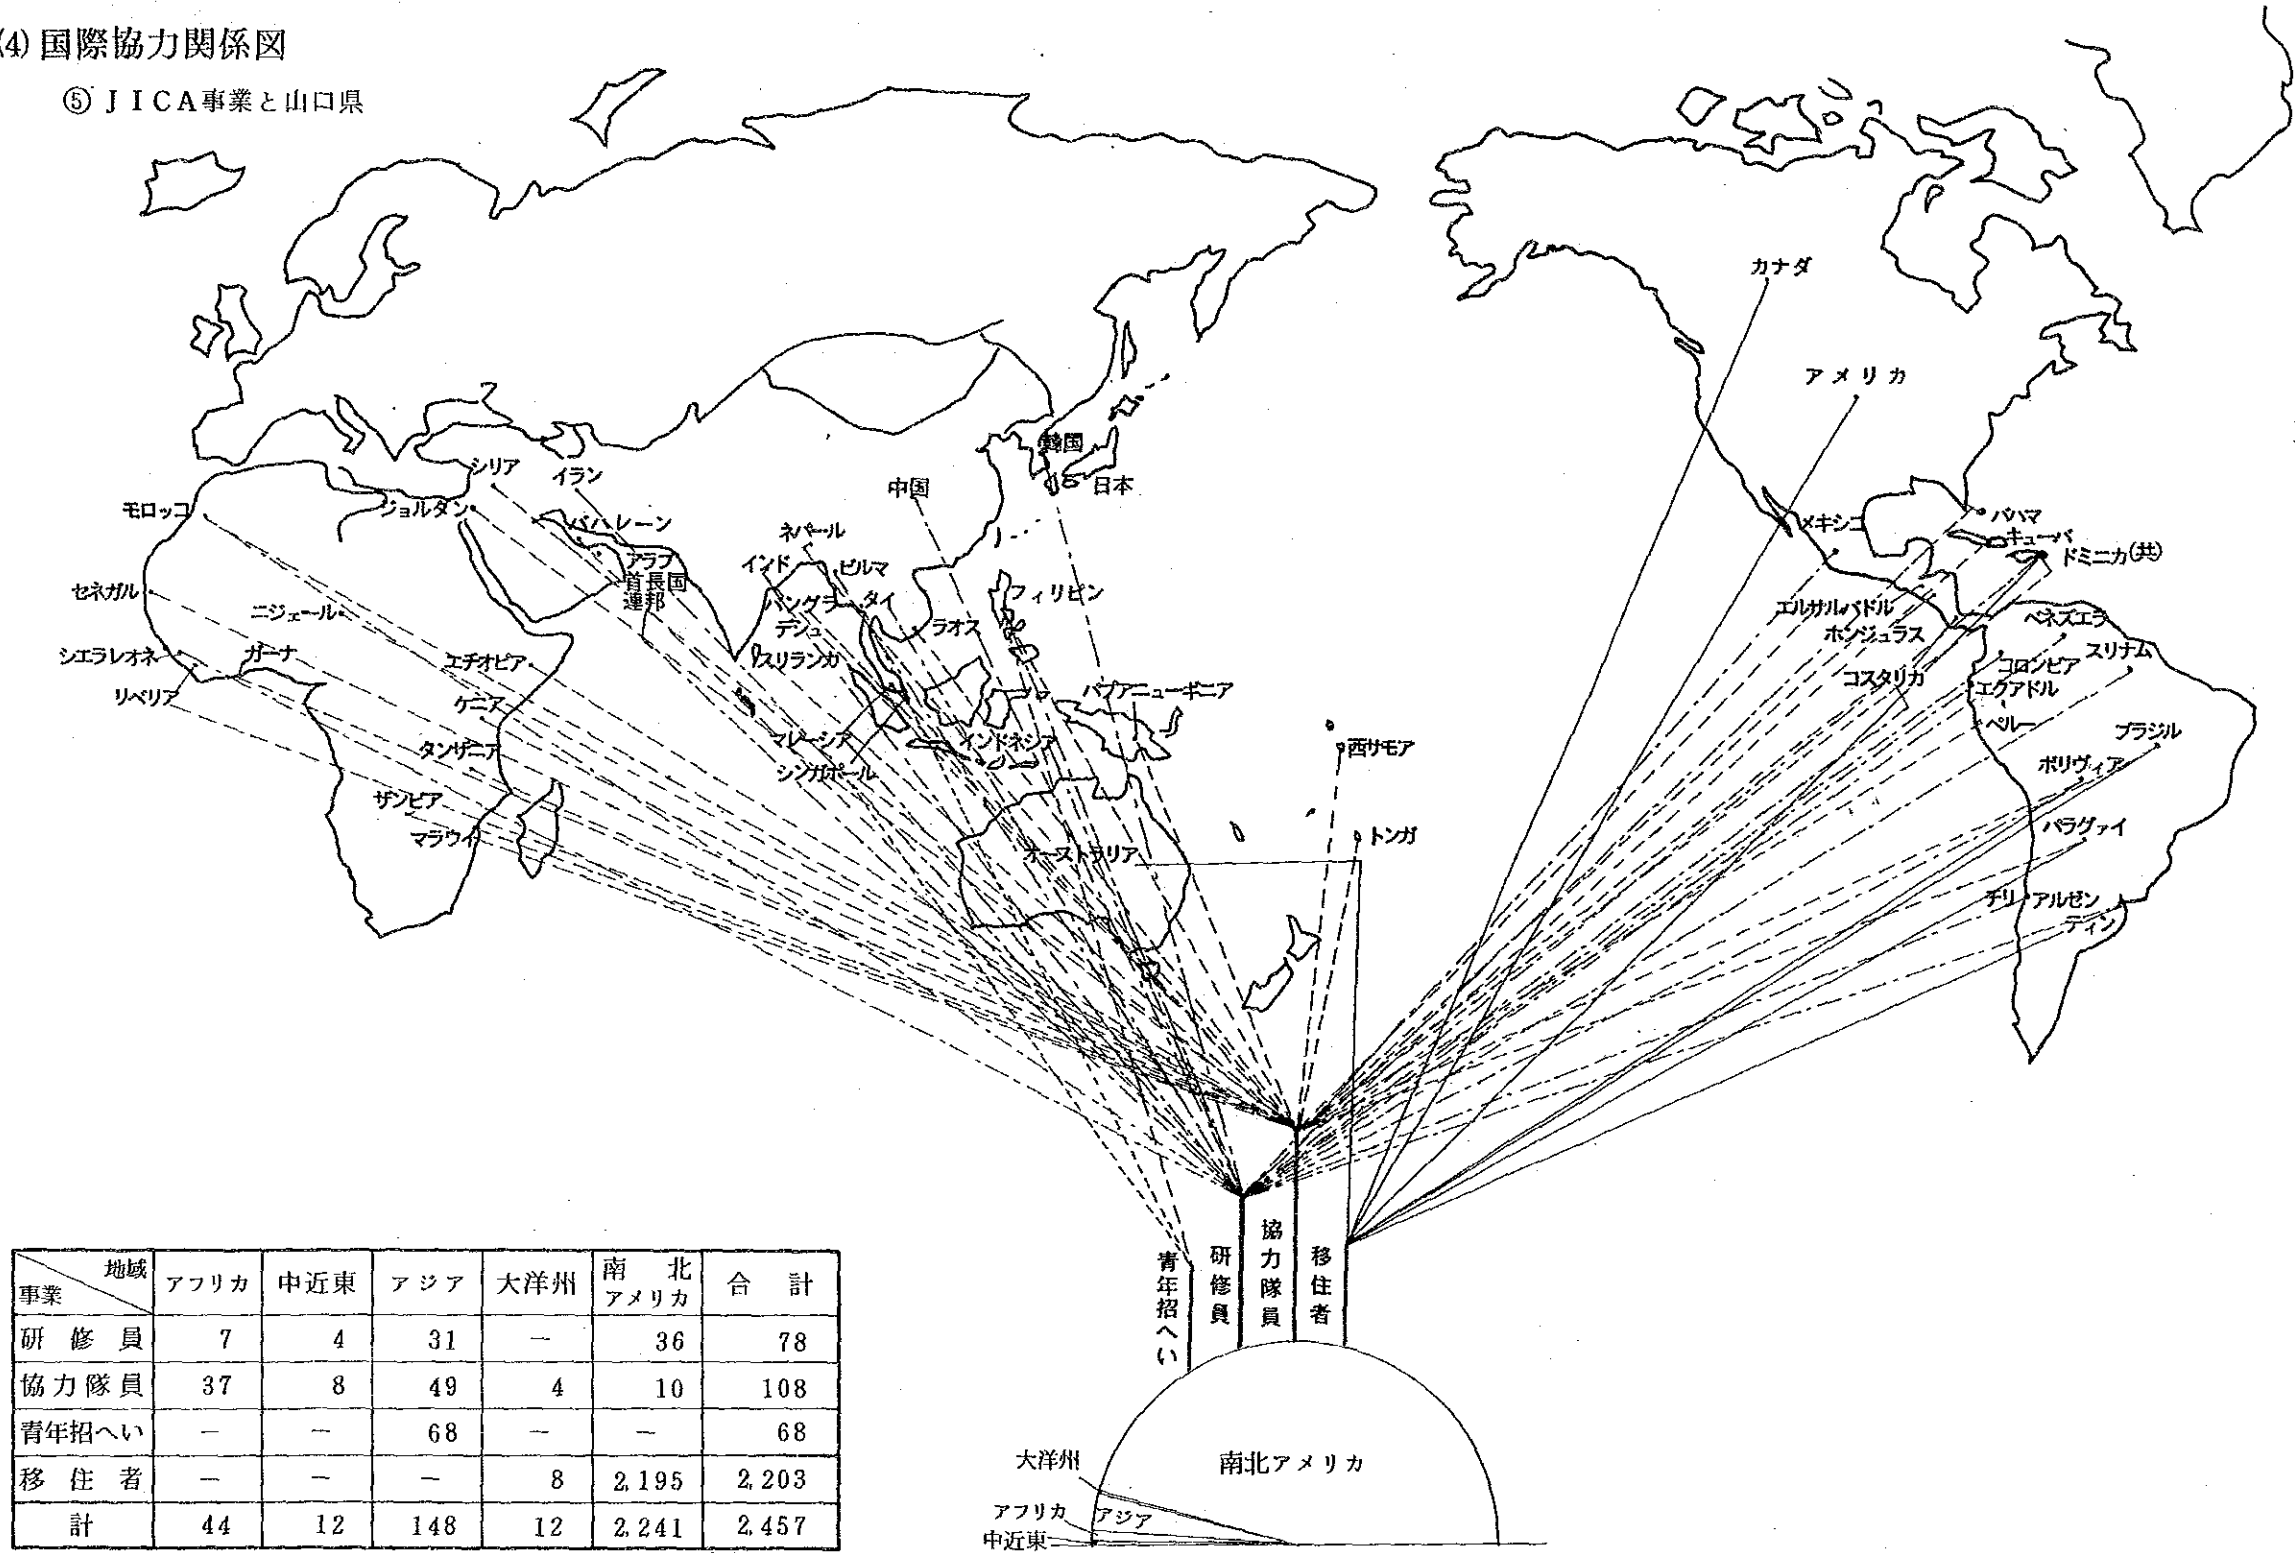 (4) 国際協力関係図
⑤ JICA事業と山口県
カナダ
アメリカ
韓国
日本
中国
シリア
イラン
モロッコ
ジョルダン
バハレーン
ネパール
インド
ビルマ
アラブ
首長国
連邦
バングラ
デシュ
タイ
フィリピン
ラオス
スリランカ
セネガル
ニジェール
シエラレオネ
ガーナ
エチオピア
リベリア
ケニア
タンザニア
ザンビア
マラウイ
マレーシア
シンガポール
インドネシア
パプアニューギニア
西サモア
トンガ
オーストラリア
メキシコ
バハマ
キューバ
ドミニカ(共)
エルサルバドル
ホンジュラス
コスタリカ
ベネズエラ
スリナム
コロンビア
エクアドル
ペルー
ブラジル
ボリヴィア
パラグァイ
チリ
アルゼン
ティン
青年招へい
研修員
協力隊員
移住者
地域
事業
アフリカ 中近東 アジア 大洋州 南北アメリカ 合計
研修員 7 4 31 — 36 78
協力隊員 37 8 49 4 10 108
青年招へい — — 68 — — 68
移住者 — — — 8 2,195 2,203
計 44 12 148 12 2,241 2,457
大洋州
南北アメリカ
アフリカ
アジア
中近東